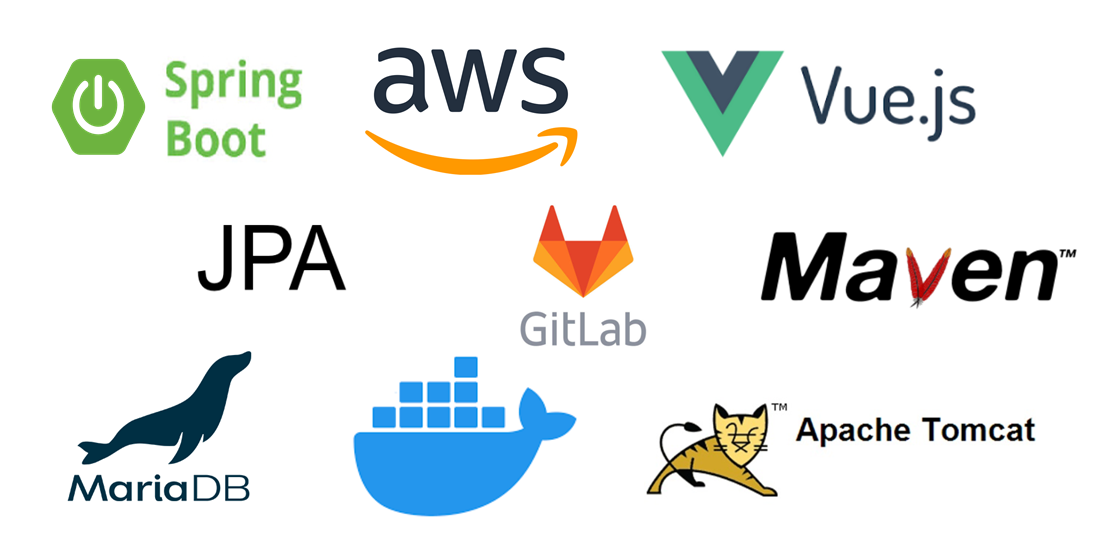 Spring
Boot
aws
Vue.js
JPA
GitLab
Maven™
MariaDB
™
Apache Tomcat